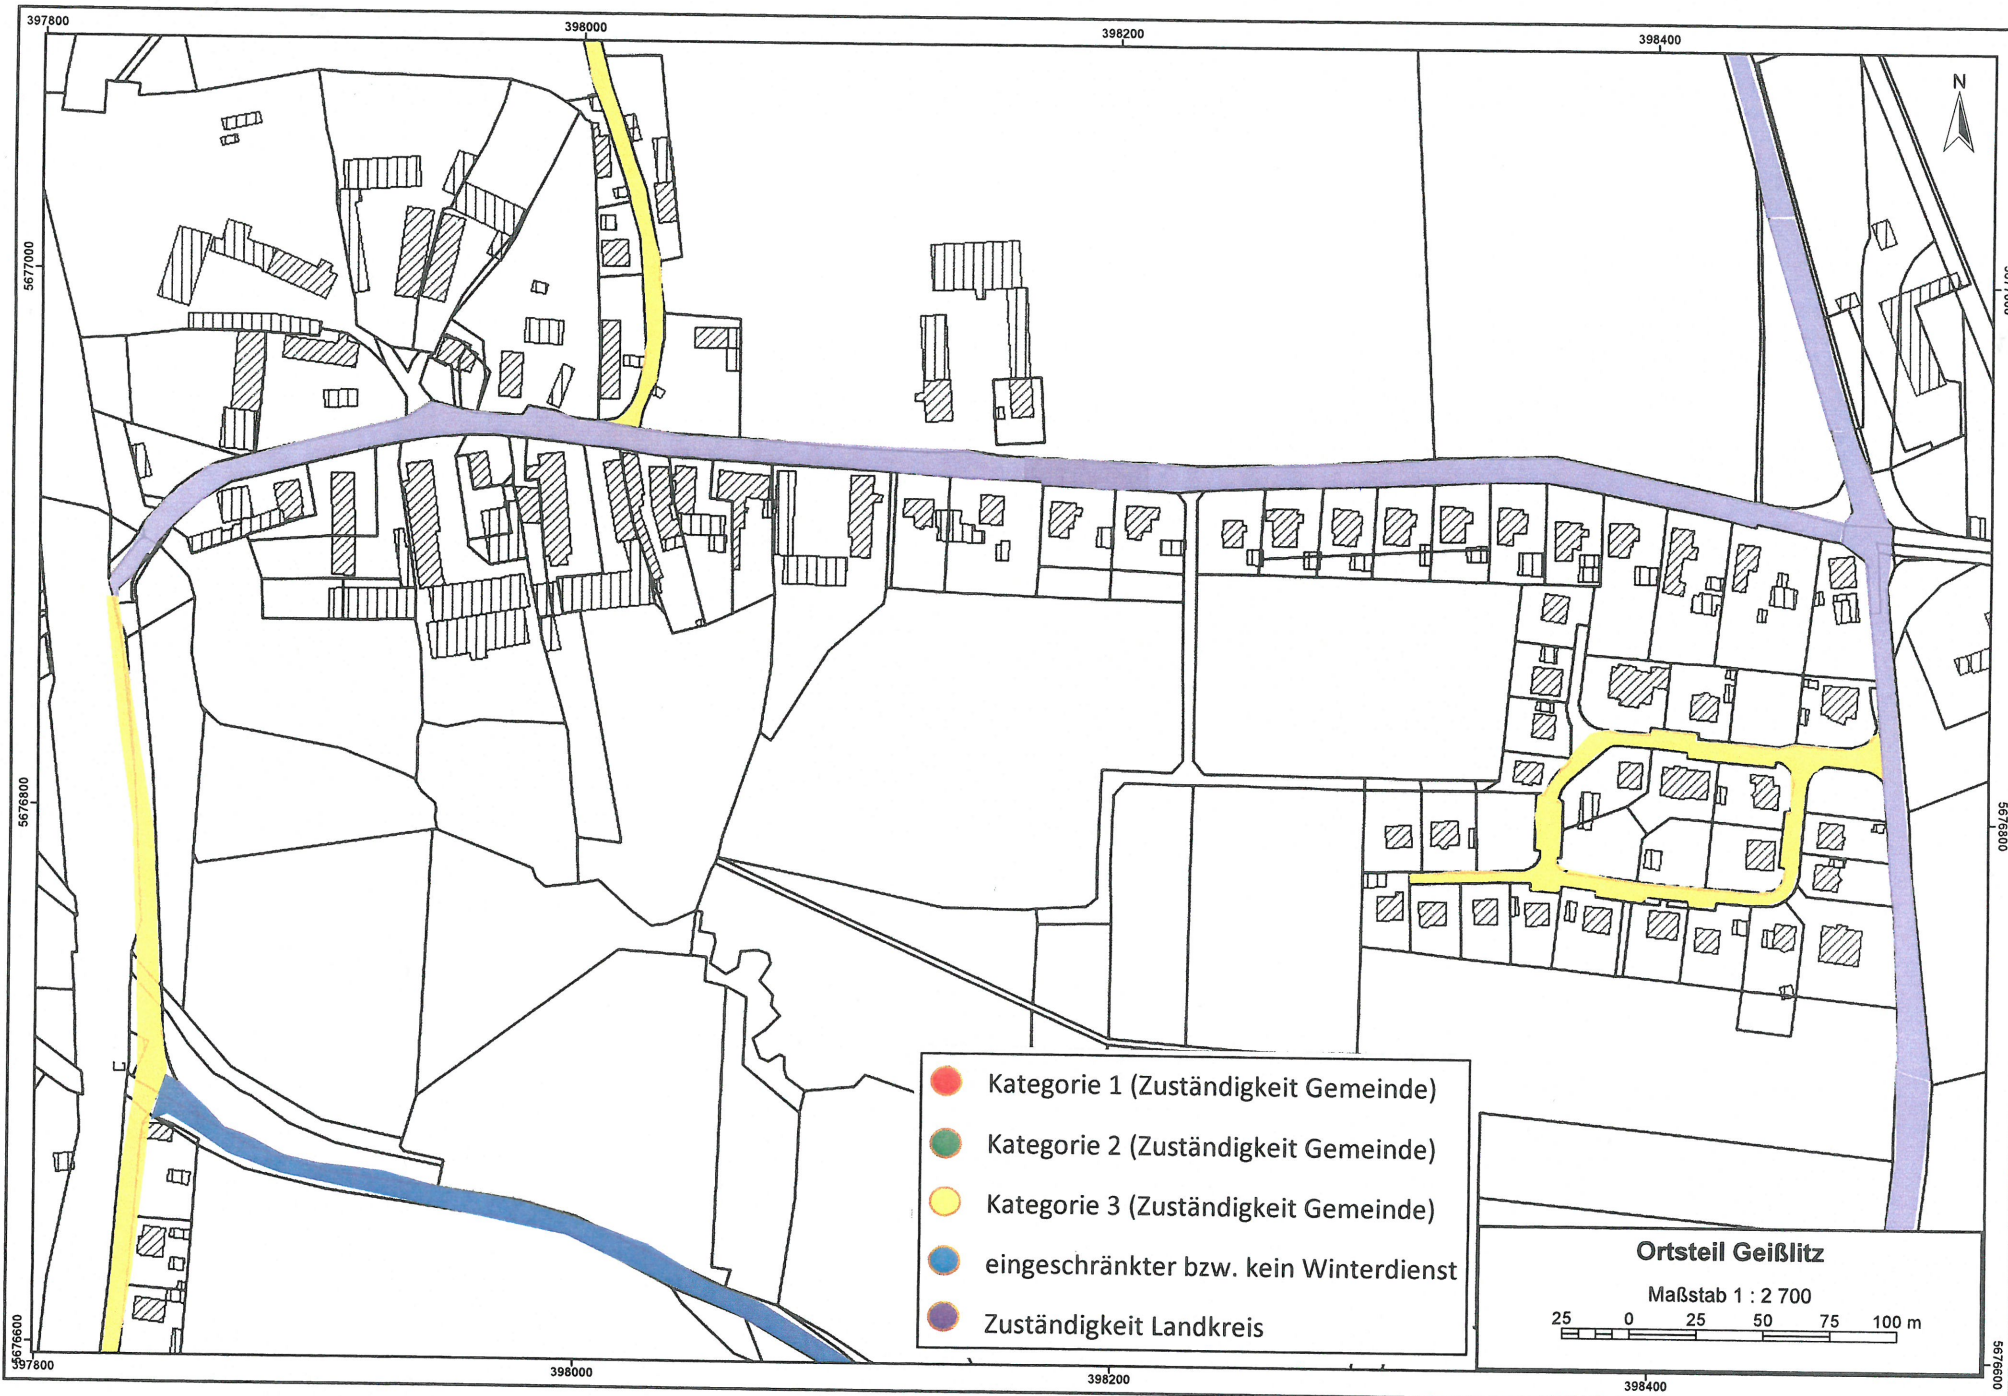 397800
398000
398200
398400
N
5677000
5676800
5676800
Kategorie 1 (Zuständigkeit Gemeinde)
Kategorie 2 (Zuständigkeit Gemeinde)
Kategorie 3 (Zuständigkeit Gemeinde)
eingeschränkter bzw. kein Winterdienst
Zuständigkeit Landkreis
Ortsteil Geißlitz
Maßstab 1 : 2 700
25 0 25 50 75 100 m
5676600
5676600
397800
398000
398200
398400